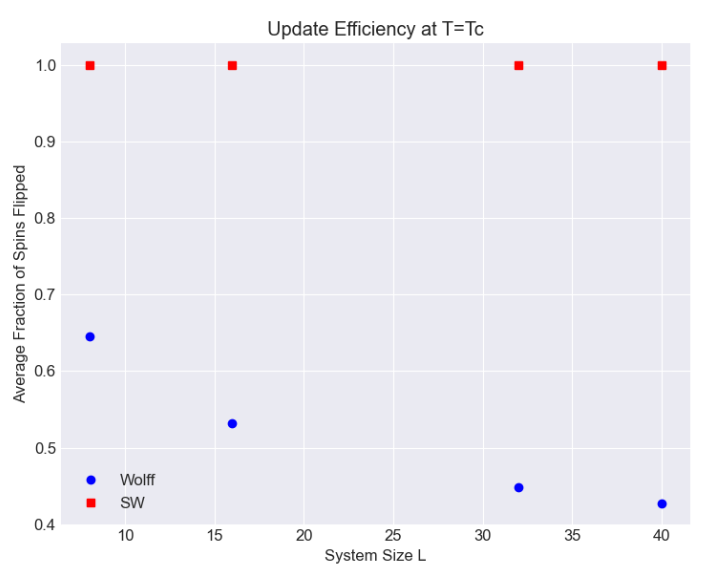 Update Efficiency at T=Tc
Average Fraction of Spins Flipped
1.0
0.9
0.8
0.7
0.6
0.5
0.4
Wolff
SW
10
15
20
25
30
35
40
System Size L